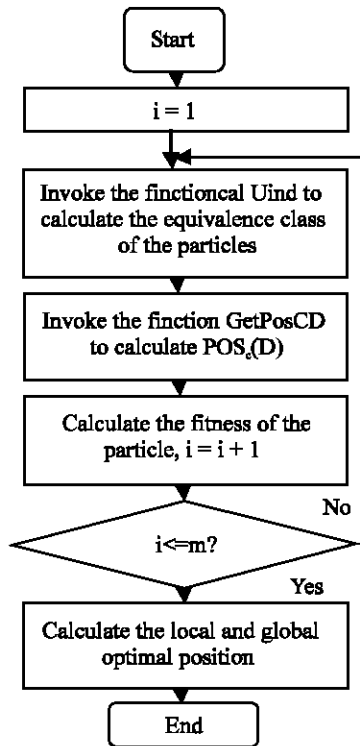 Start
i = 1
Invoke the finctioncal Uind to
calculate the equivalence class
of the particles
Invoke the finction GetPosCD
to calculate POSc(D)
Calculate the fitness of the
particle, i = i + 1
No
i<=m?
Yes
Calculate the local and global
optimal position
End